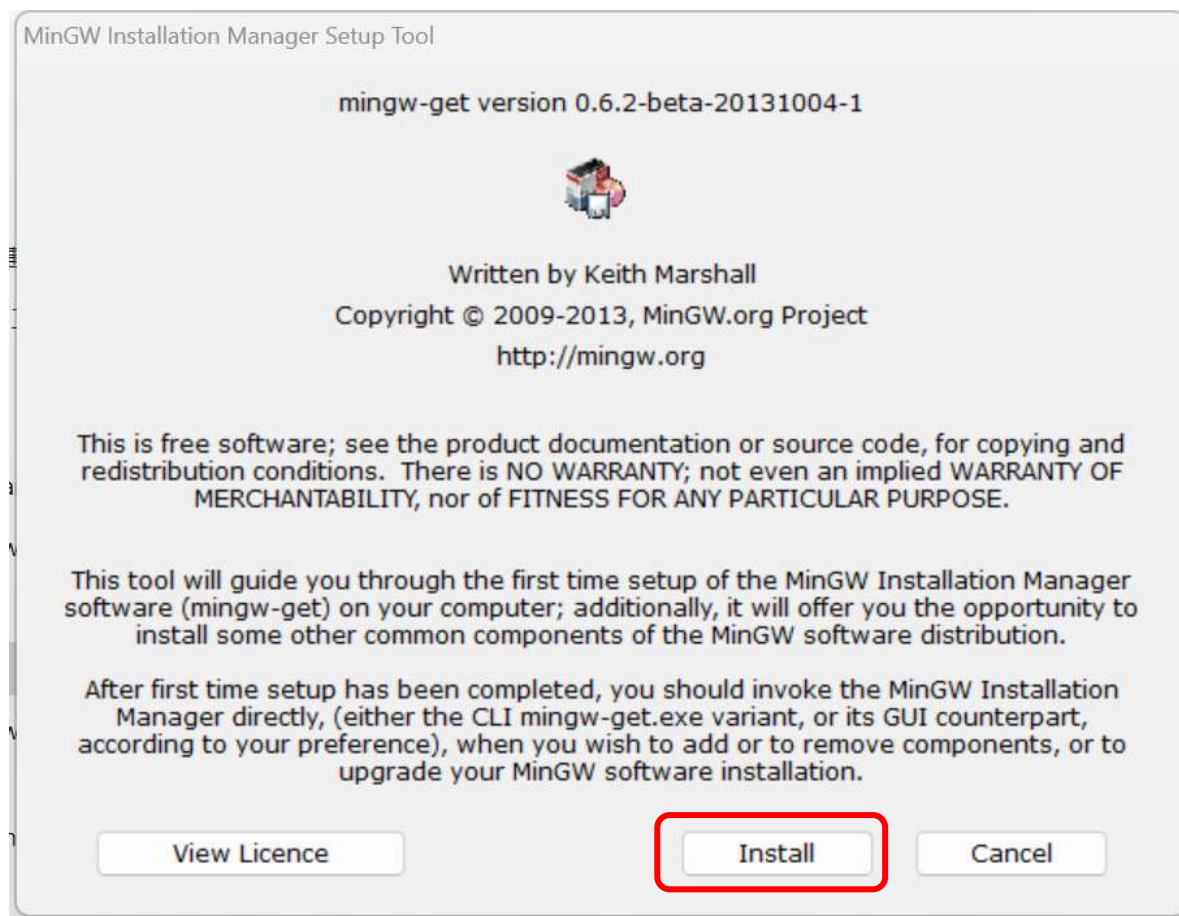 MinGW Installation Manager Setup Tool
mingw-get version 0.6.2-beta-20131004-1
Written by Keith Marshall
Copyright © 2009-2013, MinGW.org Project
http://mingw.org
This is free software; see the product documentation or source code, for copying and
redistribution conditions.  There is NO WARRANTY; not even an implied WARRANTY OF
MERCHANTABILITY, nor of FITNESS FOR ANY PARTICULAR PURPOSE.
This tool will guide you through the first time setup of the MinGW Installation Manager
software (mingw-get) on your computer; additionally, it will offer you the opportunity to
install some other common components of the MinGW software distribution.
After first time setup has been completed, you should invoke the MinGW Installation
Manager directly, (either the CLI mingw-get.exe variant, or its GUI counterpart,
according to your preference), when you wish to add or to remove components, or to
upgrade your MinGW software installation.
View Licence Install Cancel